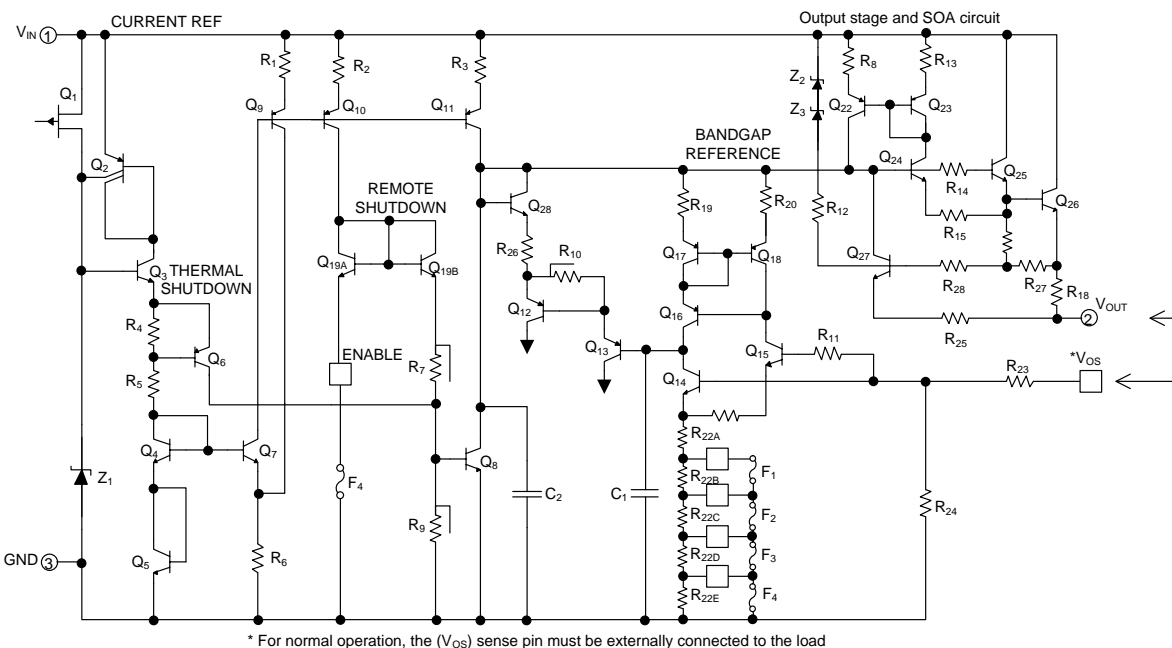 CURRENT REF
Output stage and SOA circuit
VIN 1
R1
R2
R3
R8
R13
Z2
Z3
Q1
Q9
Q10
Q11
Q22
Q23
BANDGAP
REFERENCE
Q2
Q24
R14
Q25
Q26
REMOTE
SHUTDOWN
Q28
R19
R20
R12
R15
R26
R10
Q17
Q18
Q27
Q3
THERMAL
SHUTDOWN
Q19A
Q19B
R28
R27
R18
VOUT
2
R4
Q12
Q16
R25
Q6
ENABLE
R7
Q13
Q15
R11
*VOS
R5
Q14
R23
Q4
Q7
Q8
R22A
Z1
F4
C2
C1
R22B
F1
R22C
F2
R24
R9
R22D
F3
GND 3
Q5
R6
R22E
F4
* For normal operation, the (VOS) sense pin must be externally connected to the load